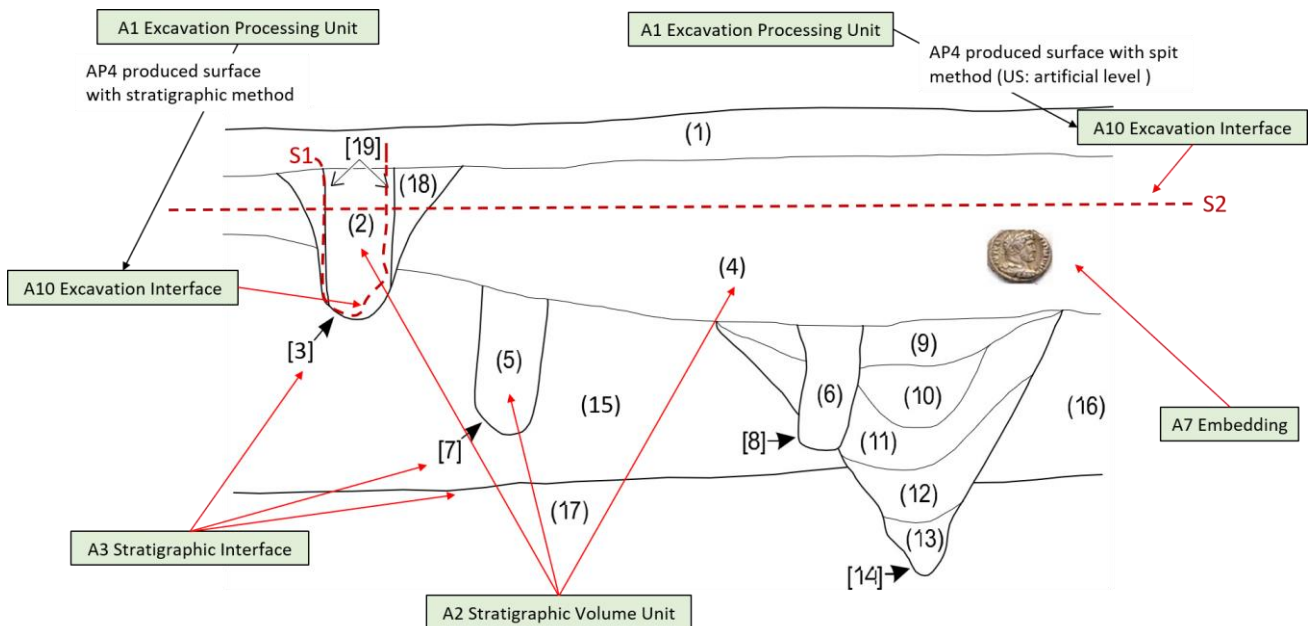 A1 Excavation Processing Unit
A1 Excavation Processing Unit
AP4 produced surface
with stratigraphic method
AP4 produced surface with spit
method (US: artificial level )
A10 Excavation Interface
(1)
S1
[19]
(18)
(2)
S2
A10 Excavation Interface
(4)
[3]
(9)
(5)
(10)
(6)
(15)
(16)
A7 Embedding
[7]
[8]
(11)
(12)
(17)
A3 Stratigraphic Interface
(13)
[14]
A2 Stratigraphic Volume Unit